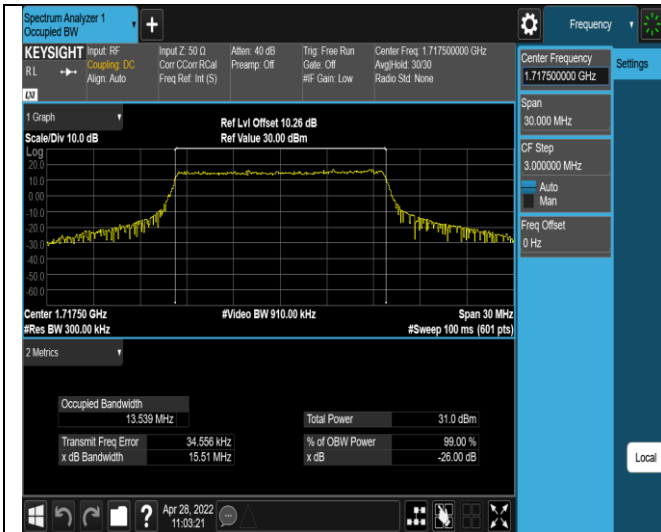 Spectrum Analyzer 1
Occupied BW
Frequency
KEYSIGHT
RL
LXI
Input: RF
Coupling: DC
Align: Auto
Input Z: 50 Ω
Corr CCorr RCal
Freq Ref: Int (S)
Atten: 40 dB
Preamp: Off
Trig: Free Run
Gate: Off
#IF Gain: Low
Center Freq: 1.717500000 GHz
Avg|Hold: 30/30
Radio Std: None
Center Frequency
1.717500000 GHz
Settings
Span
30.000 MHz
CF Step
3.000000 MHz
Auto
Man
Freq Offset
0 Hz
Local
1 Graph
Scale/Div 10.0 dB
Ref Lvl Offset 10.26 dB
Ref Value 30.00 dBm
Log
20.0
10.0
0.00
-10.0
-20.0
-30.0
-40.0
-50.0
-60.0
Center 1.71750 GHz
#Video BW 910.00 kHz
Span 30 MHz
#Res BW 300.00 kHz
#Sweep 100 ms (601 pts)
2 Metrics
Occupied Bandwidth
13.539 MHz
Total Power 31.0 dBm
Transmit Freq Error 34.556 kHz
% of OBW Power 99.00 %
x dB Bandwidth 15.51 MHz
x dB -26.00 dB
Apr 28, 2022
11:03:21